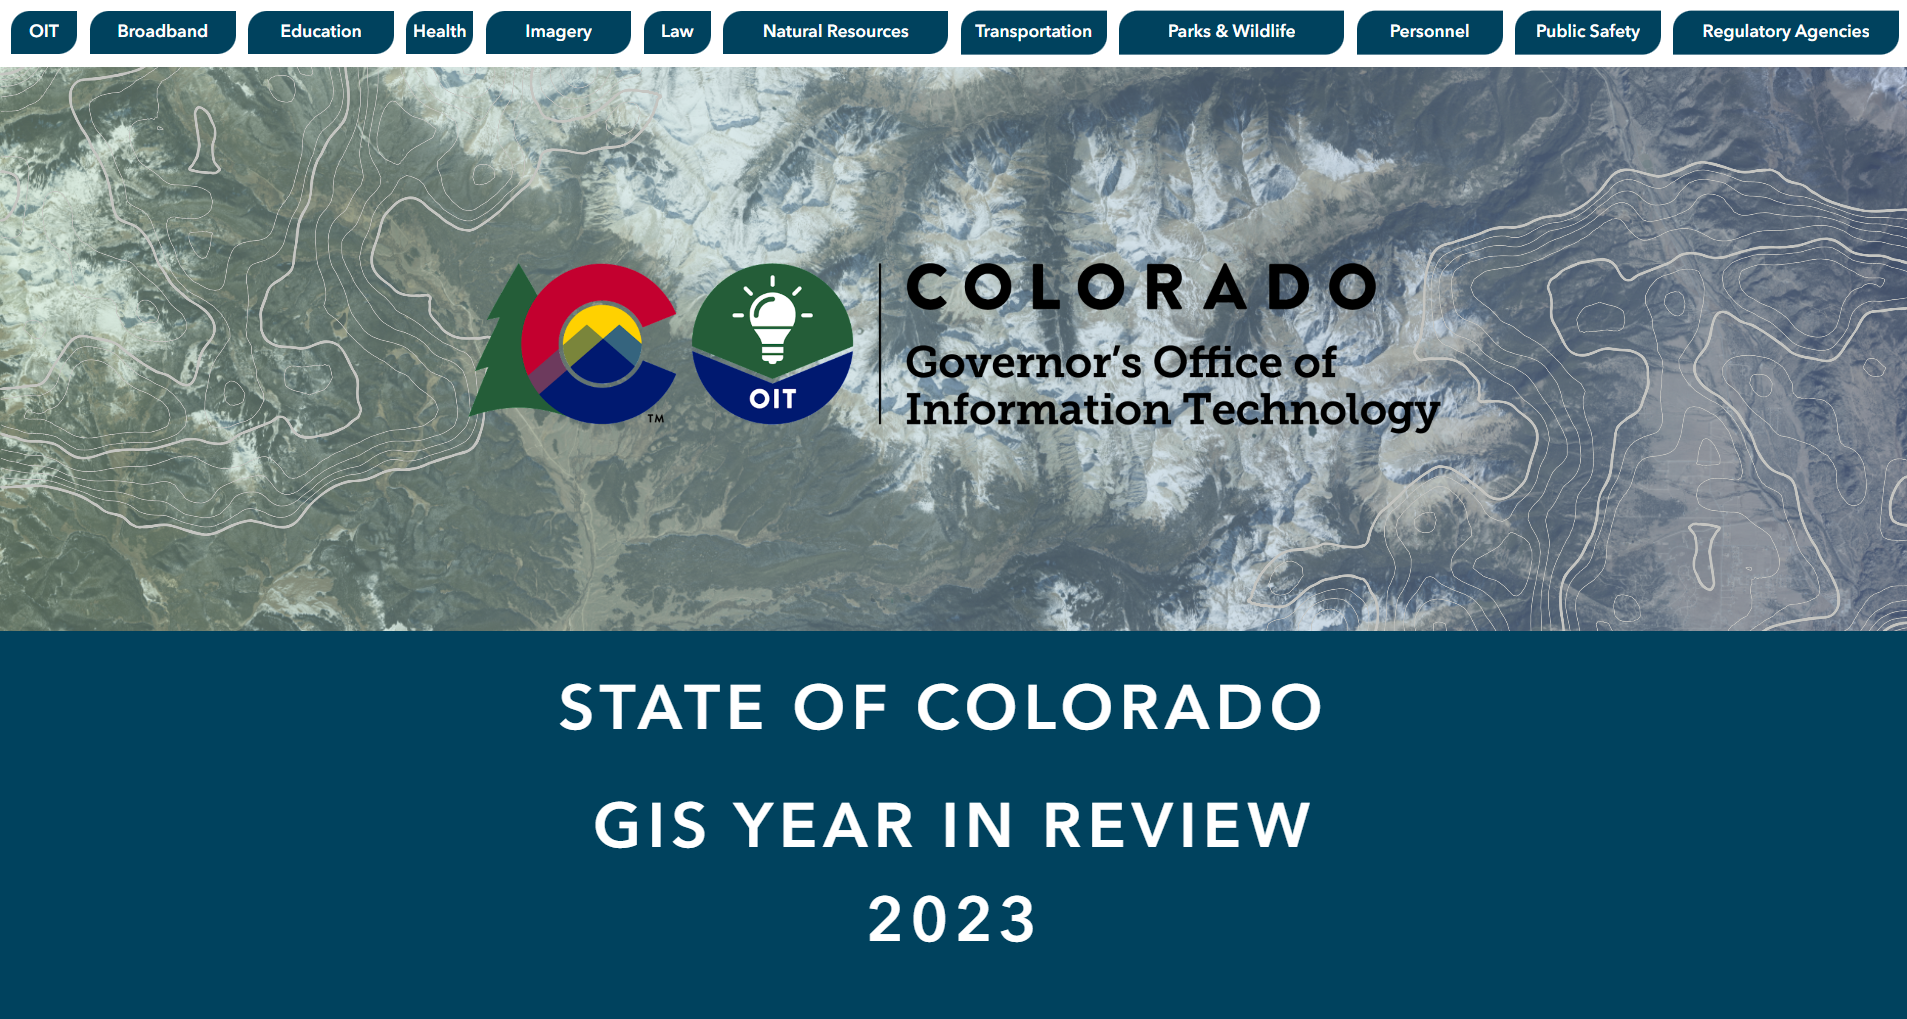 OIT
Broadband
Education
Health
Imagery
Law
Natural Resources
Transportation
Parks & Wildlife
Personnel
Public Safety
Regulatory Agencies
TM
OIT
COLORADO
Governor's Office of
Information Technology
STATE OF COLORADO
GIS YEAR IN REVIEW
2023